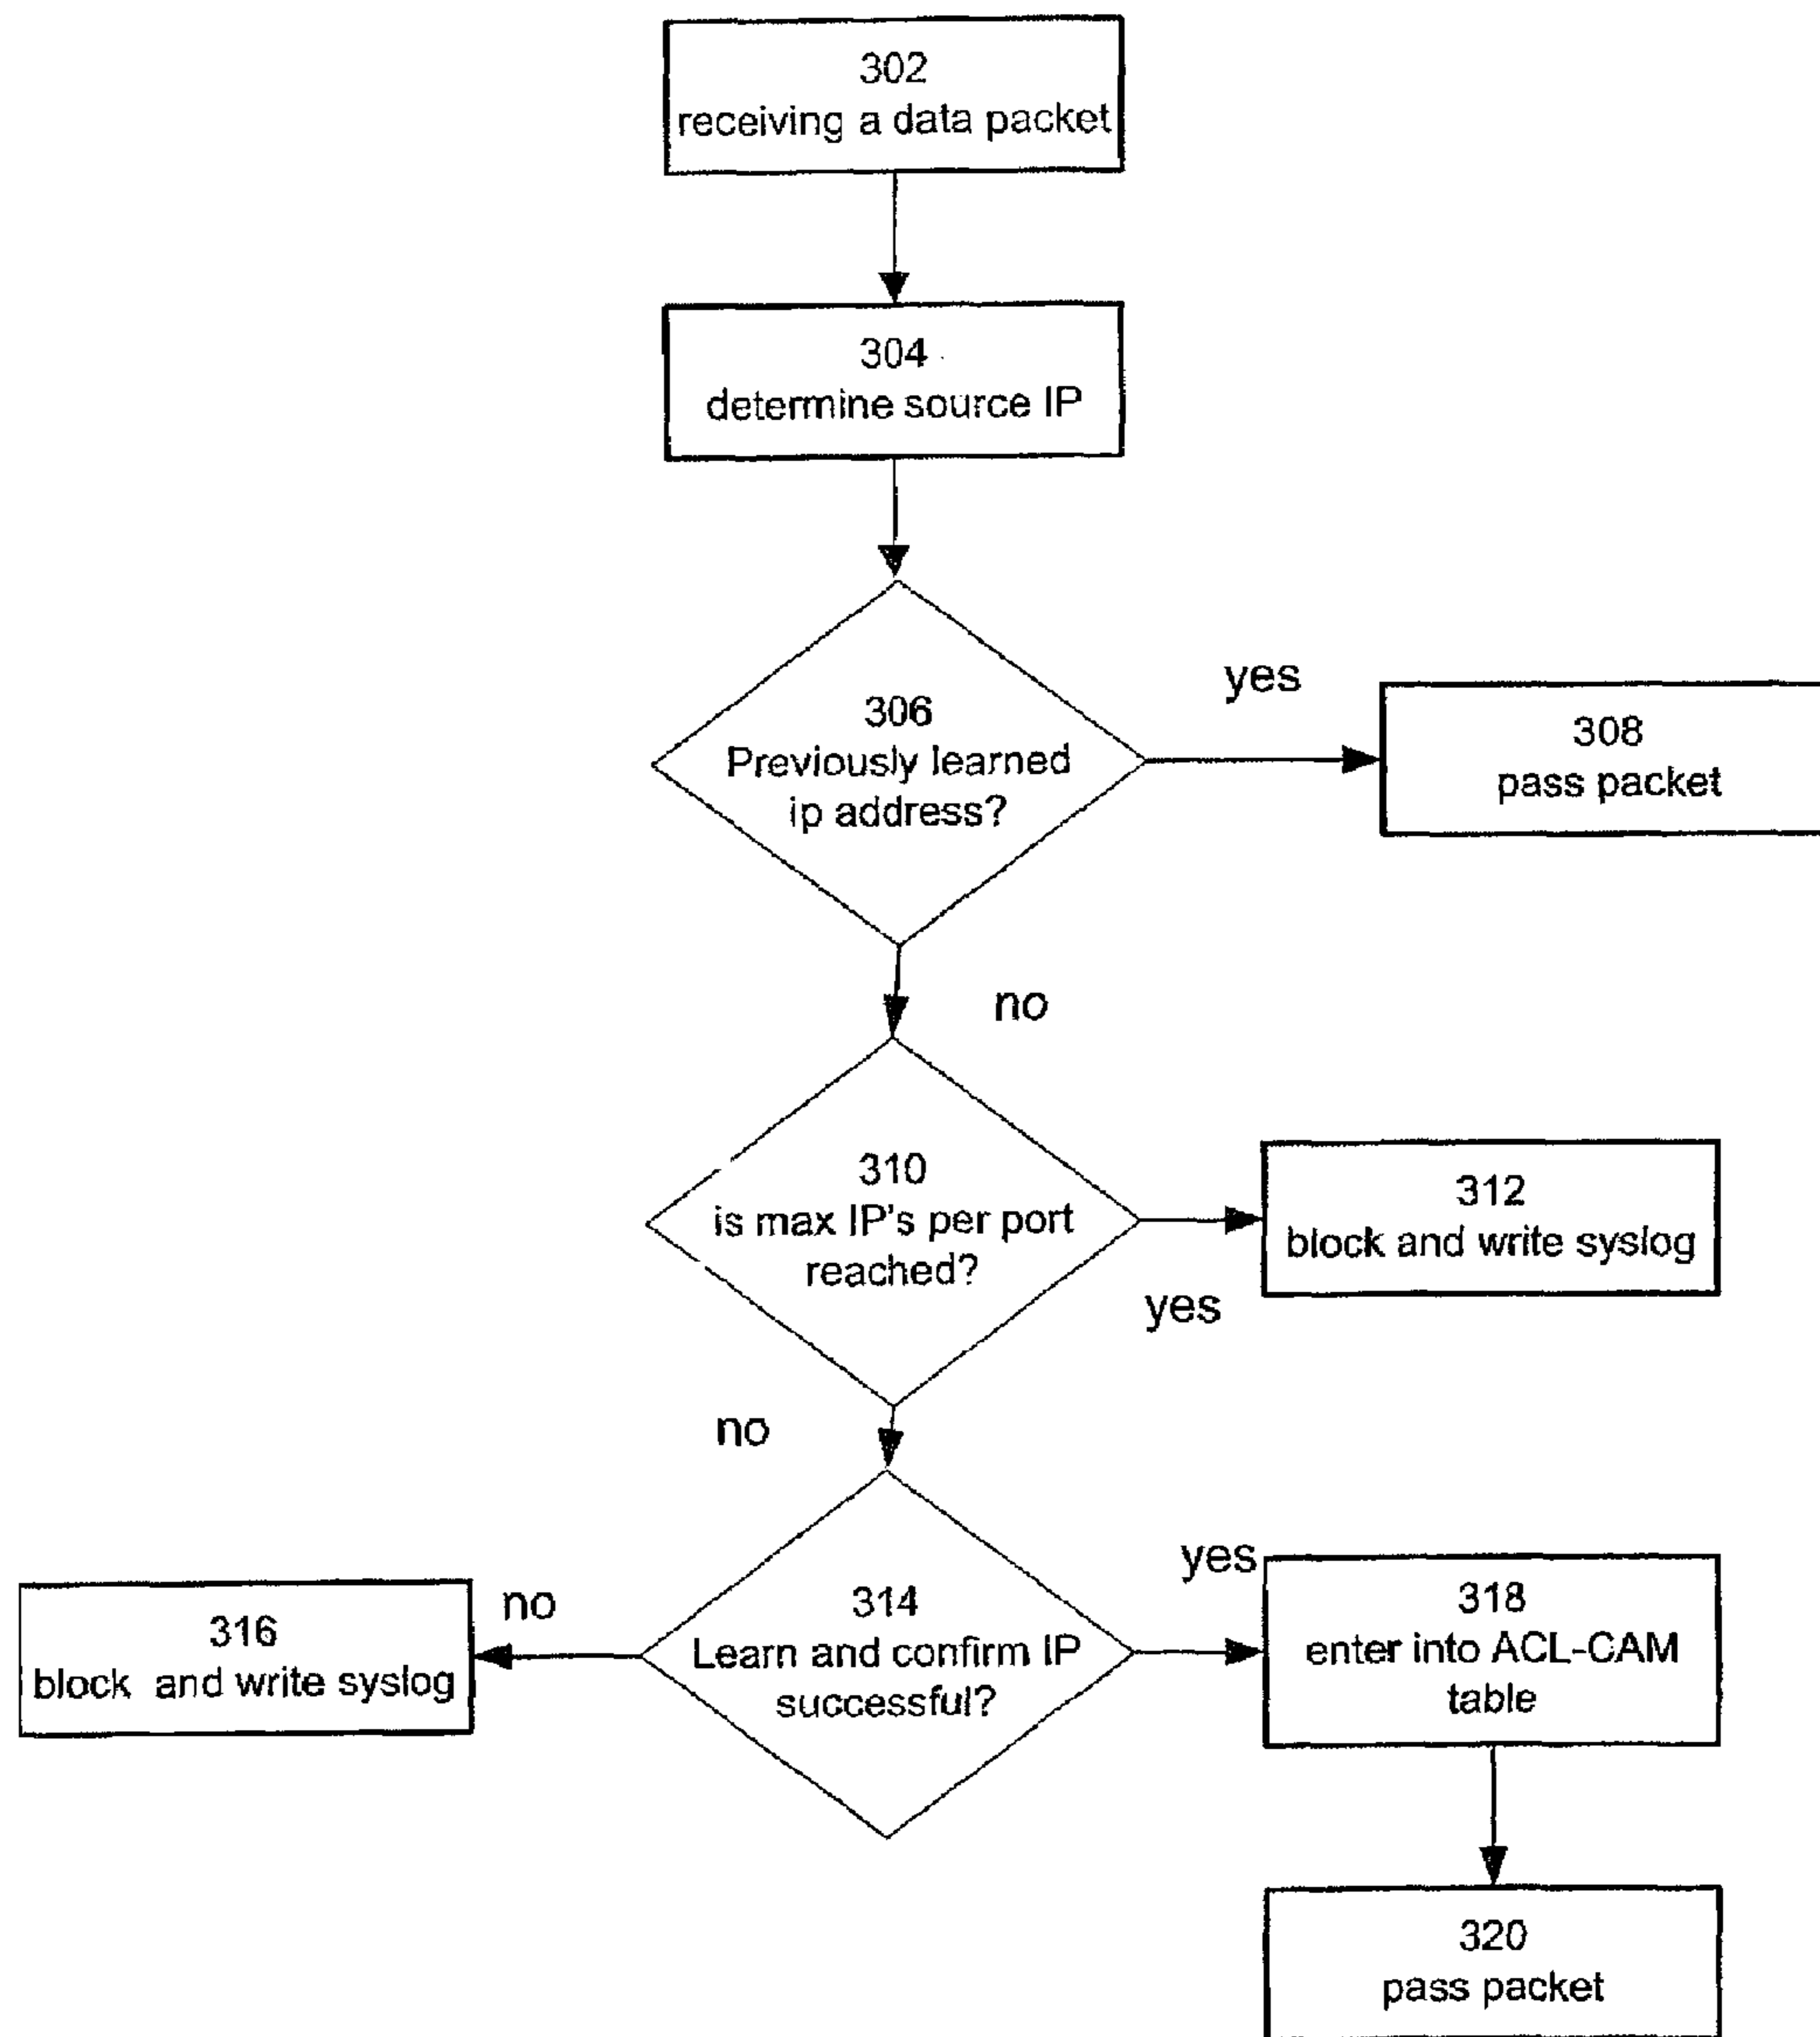 302
receiving a data packet
304
determine source IP
306
Previously learned
ip address?
yes
308
pass packet
no
310
is max IP's per port
reached?
yes
312
block and write syslog
no
314
Learn and confirm IP
successful?
no
316
block and write syslog
yes
318
enter into ACL-CAM
table
320
pass packet